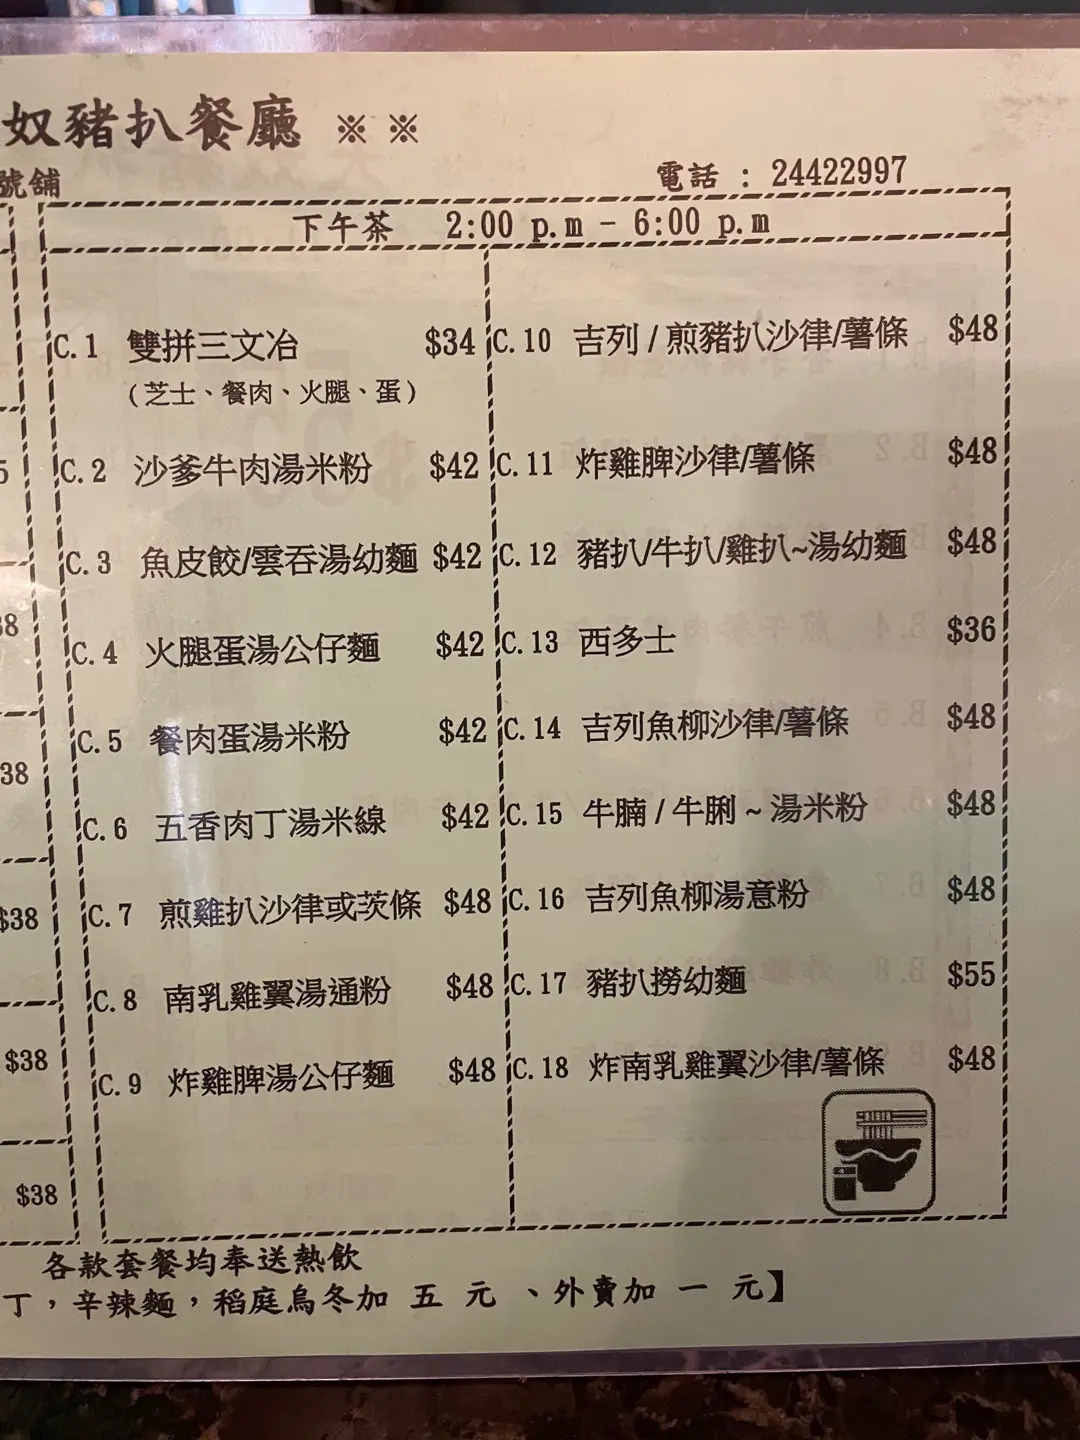 奴豬扒餐廳 ※ ※
號舖
電話 : 24422997
下午茶 2:00 p.m - 6:00 p.m
C.1 雙拼三文冶 $34
(芝士、餐肉、火腿、蛋)
C.2 沙爹牛肉湯米粉 $42
C.3 魚皮餃/雲吞湯幼麵 $42
C.4 火腿蛋湯公仔麵 $42
C.5 餐肉蛋湯米粉 $42
C.6 五香肉丁湯米線 $42
C.7 煎雞扒沙律或茨條 $48
C.8 南乳雞翼湯通粉 $48
C.9 炸雞脾湯公仔麵 $48
C.10 吉列 / 煎豬扒沙律/薯條 $48
C.11 炸雞脾沙律/薯條 $48
C.12 豬扒/牛扒/雞扒~湯幼麵 $48
C.13 西多士 $36
C.14 吉列魚柳沙律/薯條 $48
C.15 牛腩 / 牛脷 ~ 湯米粉 $48
C.16 吉列魚柳湯意粉 $48
C.17 豬扒撈幼麵 $55
C.18 炸南乳雞翼沙律/薯條 $48
5
38
38
$38
$38
$38
各款套餐均奉送熱飲
丁，辛辣麵，稻庭烏冬加 五 元 、外賣加 一 元】